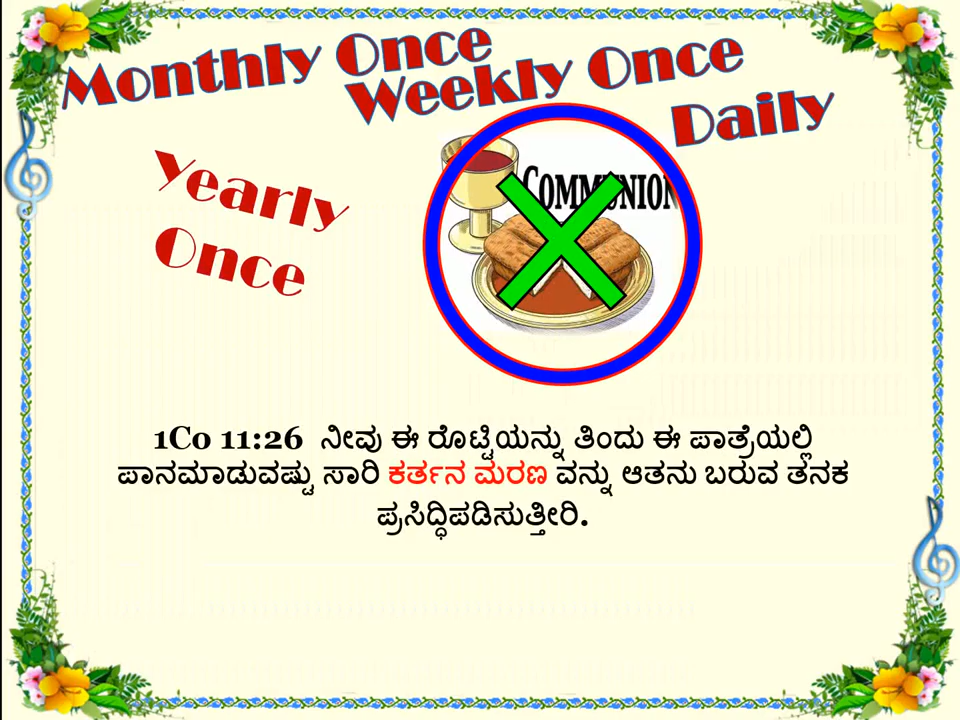 Monthly Once
Weekly Once
Daily
Yearly
Once
COMMUNION
1Co 11:26 ನೀವು ಈ ರೊಟ್ಟಿಯನ್ನು ತಿಂದು ಈ ಪಾತ್ರೆಯಲ್ಲಿ
ಪಾನಮಾಡುವಷ್ಟು ಸಾರಿ ಕರ್ತನ ಮರಣ ವನ್ನು ಆತನು ಬರುವ ತನಕ
ಪ್ರಸಿದ್ಧಿಪಡಿಸುತ್ತೀರಿ.